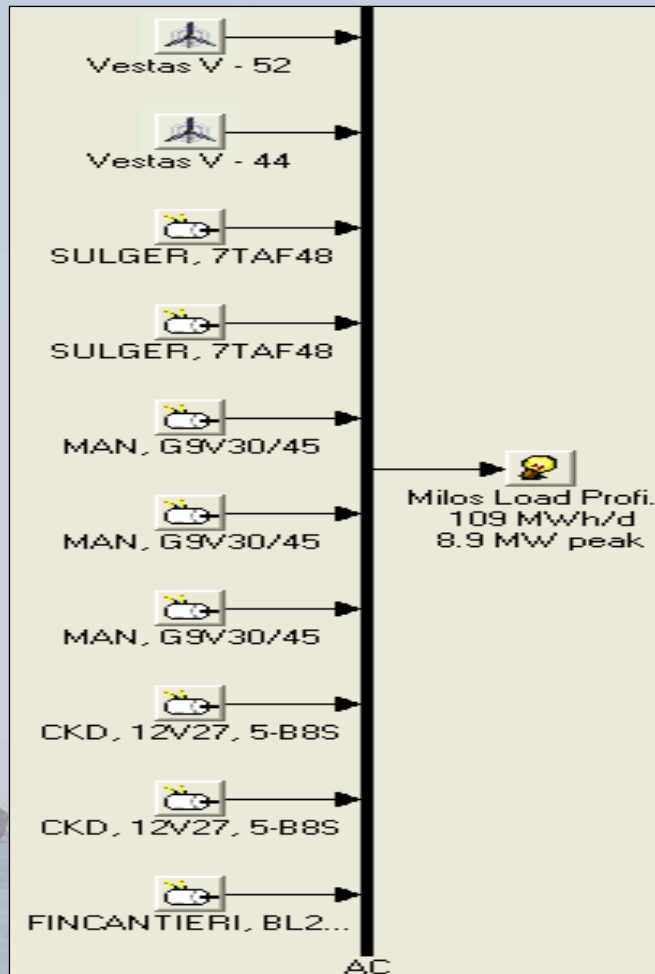 Vestas V - 52
Vestas V - 44
SULGER, 7TAF48
SULGER, 7TAF48
MAN, G9V30/45
MAN, G9V30/45
MAN, G9V30/45
CKD, 12V27, 5-B8S
CKD, 12V27, 5-B8S
FINCANTIERI, BL2...
AC
Milos Load Profi...
109 MWh/d
8.9 MW peak